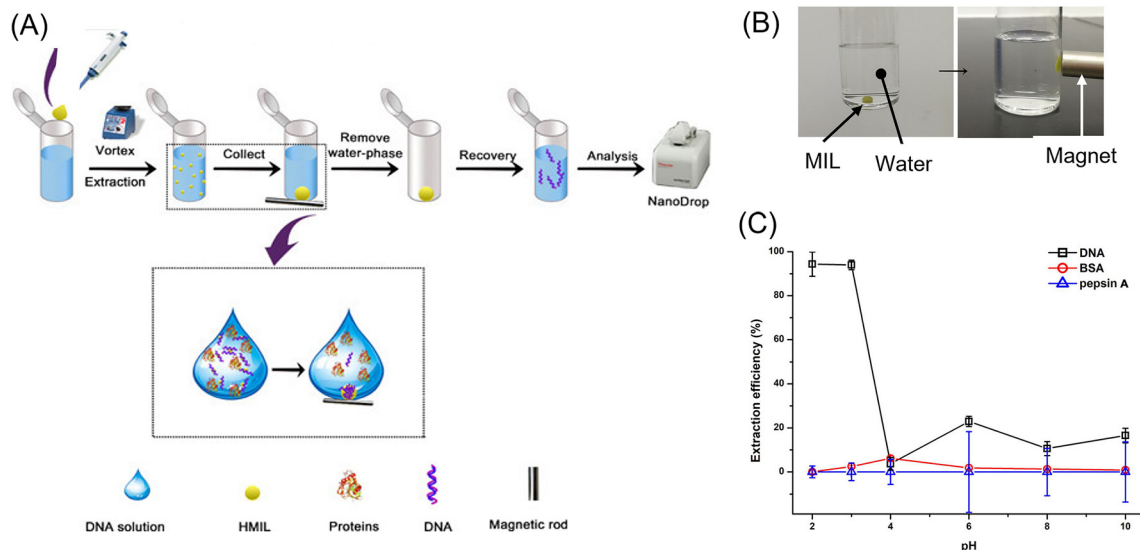 (A)
Vortex
Extraction
Collect
Remove
water-phase
Recovery
Analysis
NanoDrop
DNA solution
HMIL
Proteins
DNA
Magnetic rod
(B)
MIL
Water
Magnet
(C)
DNA
BSA
pepsin A
Extraction efficiency (%)
100
80
60
40
20
0
2
4
6
8
10
pH